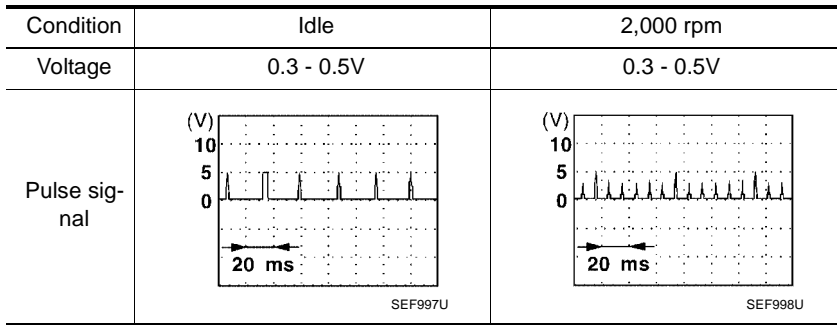 Condition Idle 2,000 rpm
Voltage 0.3 - 0.5V 0.3 - 0.5V
Pulse sig-
nal
(V)
10
5
0
20 ms
SEF997U
(V)
10
5
0
20 ms
SEF998U